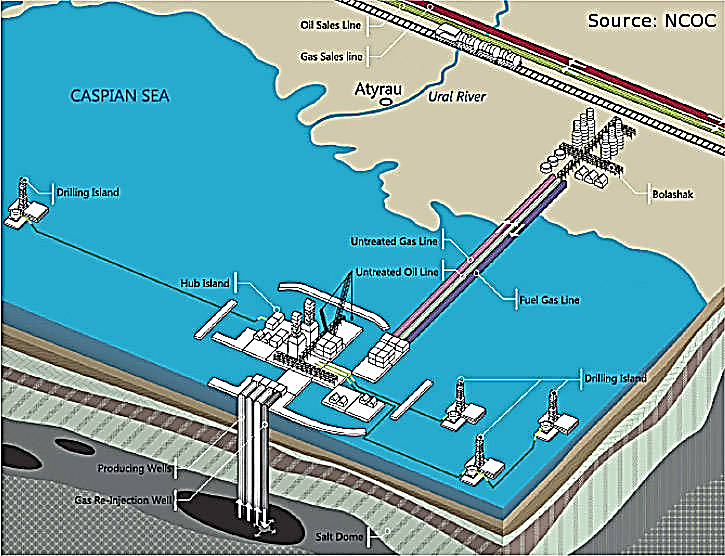 Source: NCOC
Oil Sales Line
Gas Sales line
CASPIAN SEA
Atyrau
Ural River
Drilling Island
Bolashak
Untreated Gas Line
Untreated Oil Line
Hub Island
Fuel Gas Line
Drilling Island
Producing Wells
Gas Re-Injection Well
Salt Dome